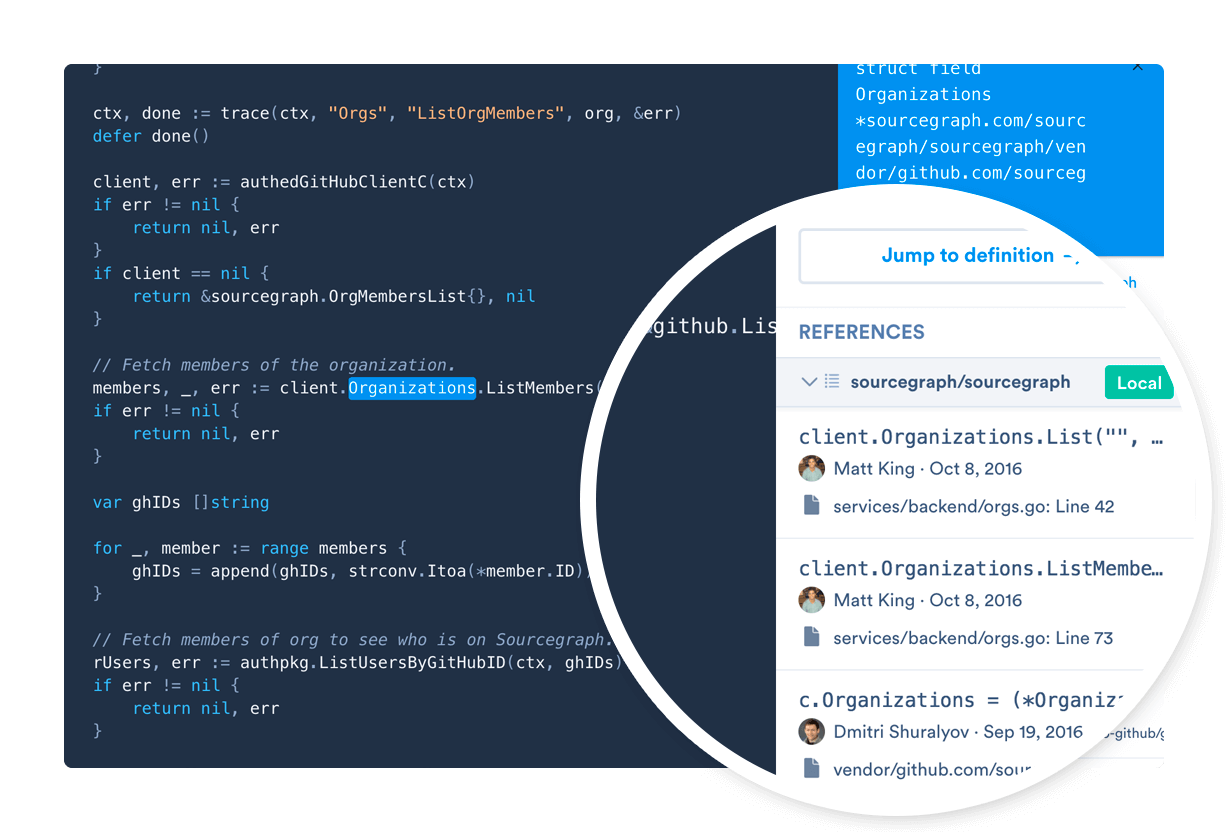 }
ctx, done := trace(ctx, "Orgs", "ListOrgMembers", org, &err)
defer done()
client, err := authedGitHubClientC(ctx)
if err != nil {
return nil, err
}
if client == nil {
return &sourcegraph.OrgMembersList{}, nil
}
// Fetch members of the organization.
members, _, err := client.Organizations.ListMembers(
if err != nil {
return nil, err
}
var ghIDs []string
for _, member := range members {
ghIDs = append(ghIDs, strconv.Itoa(*member.ID))
}
// Fetch members of org to see who is on Sourcegraph.
rUsers, err := authpkg.ListUsersByGitHubID(ctx, ghIDs)
if err != nil {
return nil, err
}
struct field
Organizations
*sourcegraph.com/sourc
egraph/sourcegraph/ven
dor/github.com/sourceg
Jump to definition
github.Lis
REFERENCES
sourcegraph/sourcegraph Local
client.Organizations.List("", …
Matt King · Oct 8, 2016
services/backend/orgs.go: Line 42
client.Organizations.ListMembe…
Matt King · Oct 8, 2016
services/backend/orgs.go: Line 73
c.Organizations = (*Organiz
Dmitri Shuralyov · Sep 19, 2016
vendor/github.com/sour